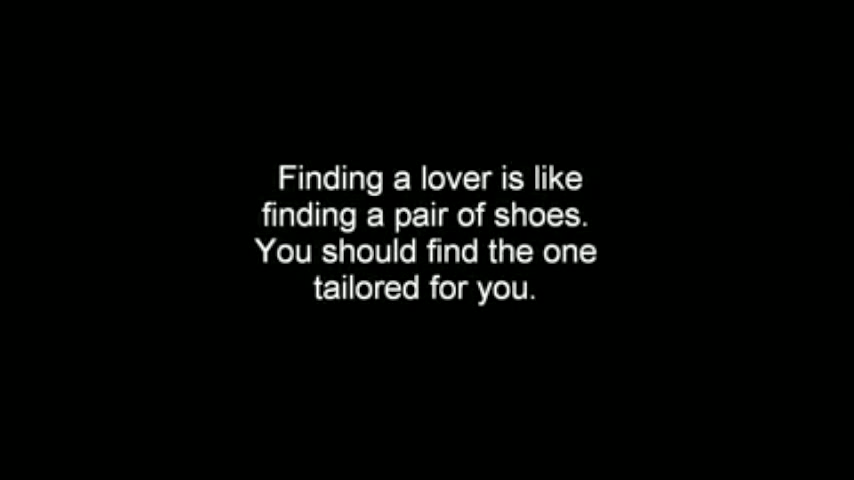 Finding a lover is like
finding a pair of shoes.
You should find the one
tailored for you.